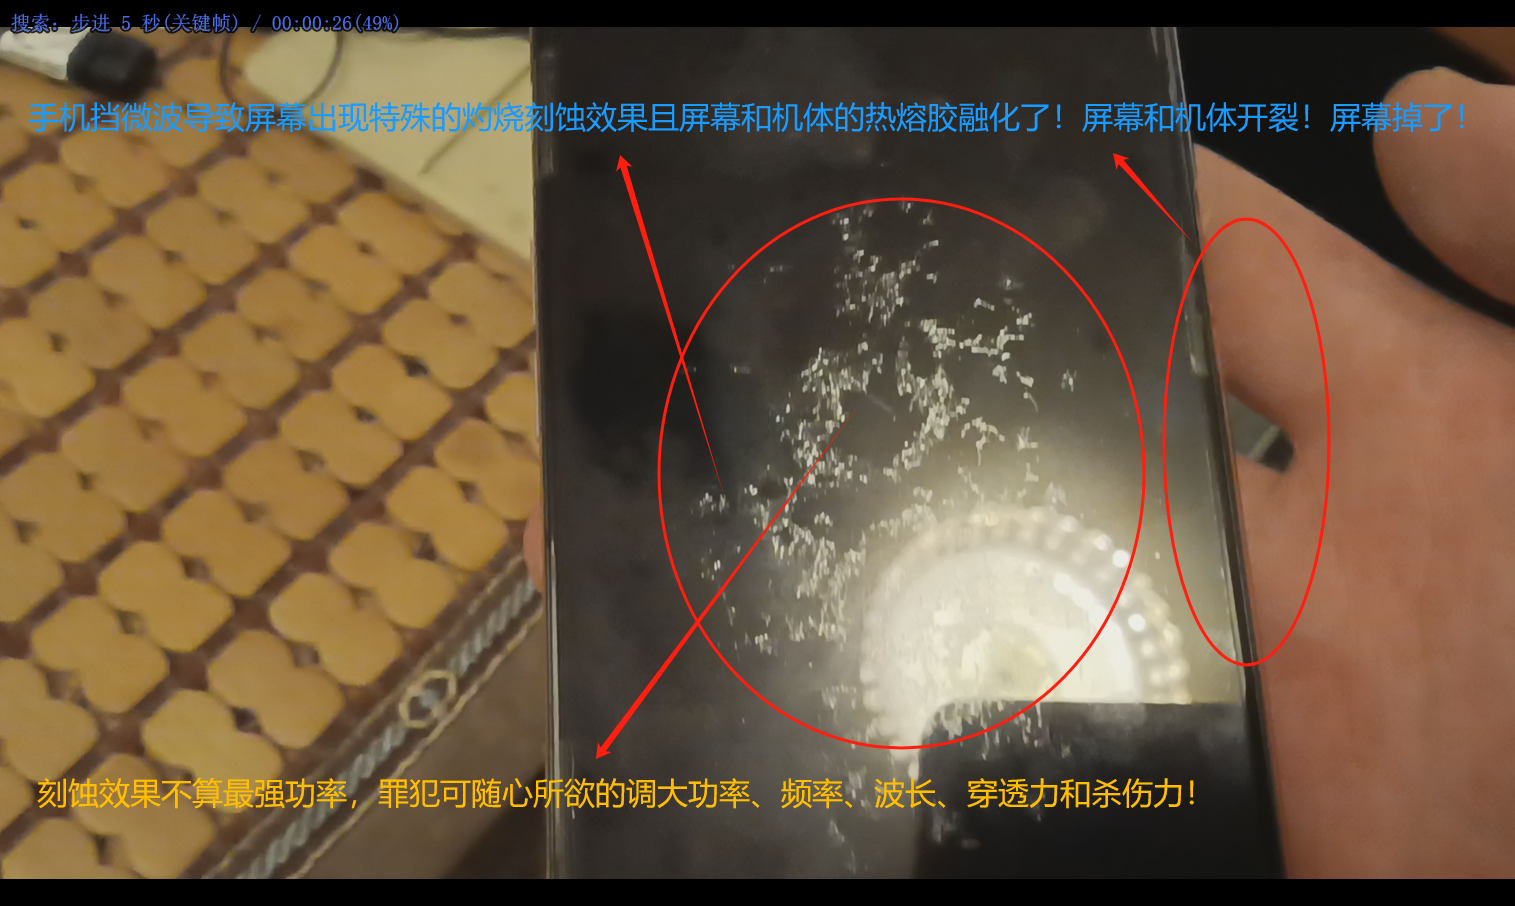 搜索: 步进 5 秒(关键帧) / 00:00:26(49%)
手机挡微波导致屏幕出现特殊的灼烧刻蚀效果且屏幕和机体的热熔胶融化了！屏幕和机体开裂！屏幕掉了！
刻蚀效果不算最强功率，罪犯可随心所欲的调大功率、频率、波长、穿透力和杀伤力！